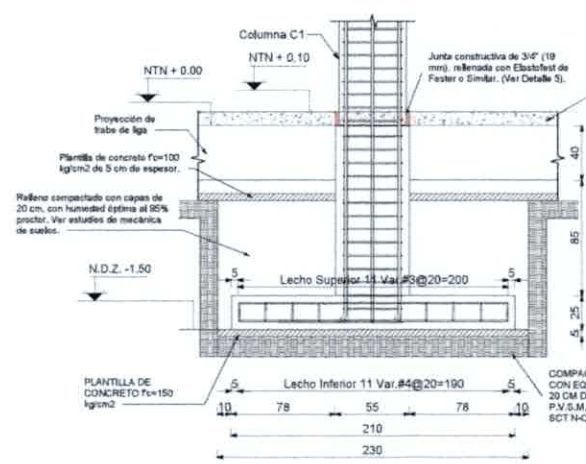 Columna C1
NTN + 0.10
NTN + 0.00
Junta constructiva de 3/4" (19
mm). rellenada con Elastofest de
Fester o Similar. (Ver Detalle 5).
Proyección de
trabe de liga
Plantilla de concreto f'c=100
kg/cm2 de 5 cm de espesor.
Relleno compactado con capas de
20 cm, con humedad óptima al 95%
proctor. Ver estudios de mecánica
de suelos.
40
85
N.D.Z. -1.50
5 Lecho Superior 11 Var.#3@20=200 5
25
5
PLANTILLA DE
CONCRETO f'c=150
kg/cm2
5 Lecho Inferior 11 Var.#4@20=190 5
10 78 55 78 10
210
230
COMPAC
CON EQ
20 CM D
P.V.S.M.
SCT N-C